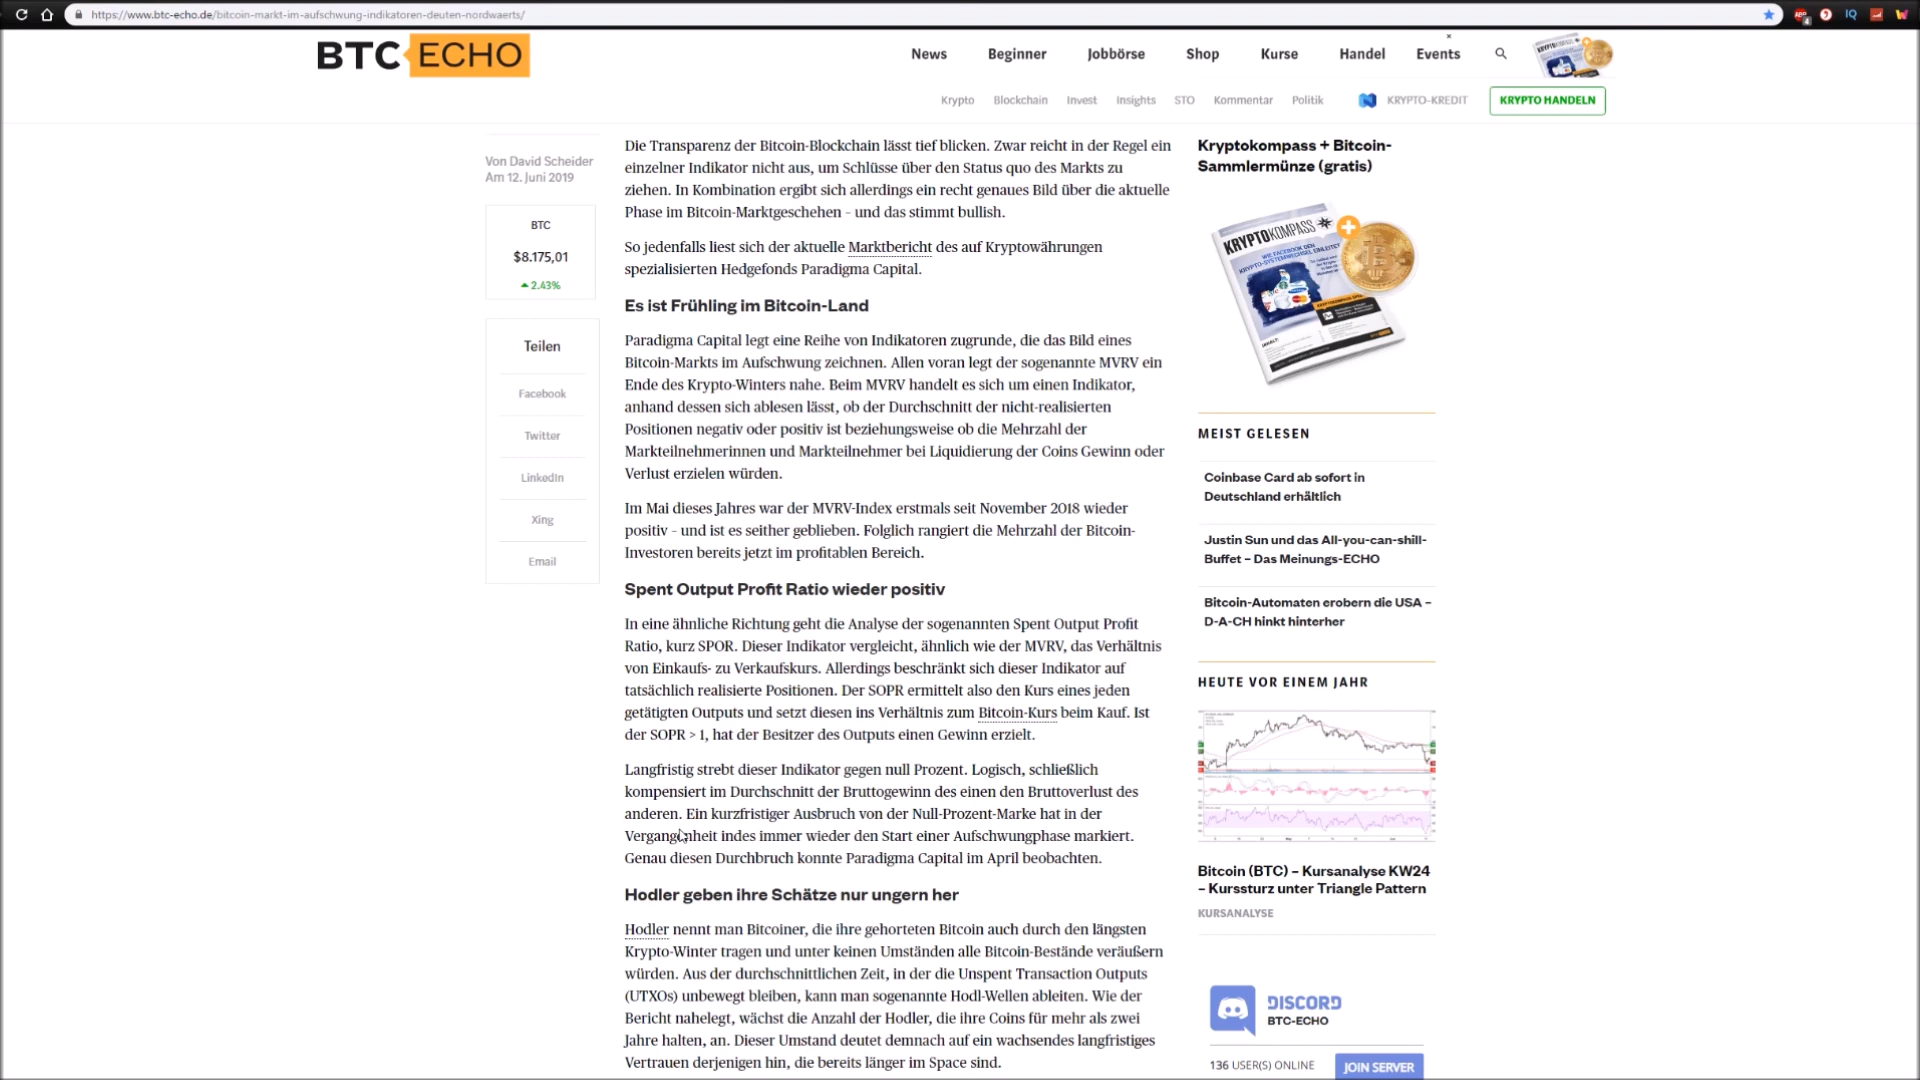 https://www.btc-echo.de/bitcoin-markt-im-aufschwung-indikatoren-deuten-nordwaerts/
BTC ECHO
News Beginner Jobbörse Shop Kurse Handel Events
Krypto Blockchain Invest Insights STO Kommentar Politik KRYPTO-KREDIT KRYPTO HANDELN
Von David Scheider
Am 12. Juni 2019
BTC
$8.175,01
2.43%
Teilen
Facebook
Twitter
LinkedIn
Xing
Email
Die Transparenz der Bitcoin-Blockchain lässt tief blicken. Zwar reicht in der Regel ein
einzelner Indikator nicht aus, um Schlüsse über den Status quo des Markts zu
ziehen. In Kombination ergibt sich allerdings ein recht genaues Bild über die aktuelle
Phase im Bitcoin-Marktgeschehen – und das stimmt bullish.
So jedenfalls liest sich der aktuelle Marktbericht des auf Kryptowährungen
spezialisierten Hedgefonds Paradigma Capital.
Es ist Frühling im Bitcoin-Land
Paradigma Capital legt eine Reihe von Indikatoren zugrunde, die das Bild eines
Bitcoin-Markts im Aufschwung zeichnen. Allen voran legt der sogenannte MVRV ein
Ende des Krypto-Winters nahe. Beim MVRV handelt es sich um einen Indikator,
anhand dessen sich ablesen lässt, ob der Durchschnitt der nicht-realisierten
Positionen negativ oder positiv ist beziehungsweise ob die Mehrzahl der
Markteilnehmerinnen und Markteilnehmer bei Liquidierung der Coins Gewinn oder
Verlust erzielen würden.
Im Mai dieses Jahres war der MVRV-Index erstmals seit November 2018 wieder
positiv – und ist es seither geblieben. Folglich rangiert die Mehrzahl der Bitcoin-
Investoren bereits jetzt im profitablen Bereich.
Spent Output Profit Ratio wieder positiv
In eine ähnliche Richtung geht die Analyse der sogenannten Spent Output Profit
Ratio, kurz SPOR. Dieser Indikator vergleicht, ähnlich wie der MVRV, das Verhältnis
von Einkaufs- zu Verkaufskurs. Allerdings beschränkt sich dieser Indikator auf
tatsächlich realisierte Positionen. Der SOPR ermittelt also den Kurs eines jeden
getätigten Outputs und setzt diesen ins Verhältnis zum Bitcoin-Kurs beim Kauf. Ist
der SOPR > 1, hat der Besitzer des Outputs einen Gewinn erzielt.
Langfristig strebt dieser Indikator gegen null Prozent. Logisch, schließlich
kompensiert im Durchschnitt der Bruttogewinn des einen den Bruttoverlust des
anderen. Ein kurzfristiger Ausbruch von der Null-Prozent-Marke hat in der
Vergangenheit indes immer wieder den Start einer Aufschwungphase markiert.
Genau diesen Durchbruch konnte Paradigma Capital im April beobachten.
Hodler geben ihre Schätze nur ungern her
Hodler nennt man Bitcoiner, die ihre gehorteten Bitcoin auch durch den längsten
Krypto-Winter tragen und unter keinen Umständen alle Bitcoin-Bestände veräußern
würden. Aus der durchschnittlichen Zeit, in der die Unspent Transaction Outputs
(UTXOs) unbewegt bleiben, kann man sogenannte Hodl-Wellen ableiten. Wie der
Bericht nahelegt, wächst die Anzahl der Hodler, die ihre Coins für mehr als zwei
Jahre halten, an. Dieser Umstand deutet demnach auf ein wachsendes langfristiges
Vertrauen derjenigen hin, die bereits länger im Space sind.
Kryptokompass + Bitcoin-
Sammlermünze (gratis)
KRYPTOKOMPASS
WIE FACEBOOK DEN
KRYPTO-SYSTEMWECHSEL EINLEITET
MEIST GELESEN
Coinbase Card ab sofort in
Deutschland erhältlich
Justin Sun und das All-you-can-shill-
Buffet – Das Meinungs-ECHO
Bitcoin-Automaten erobern die USA –
D-A-CH hinkt hinterher
HEUTE VOR EINEM JAHR
Bitcoin (BTC) – Kursanalyse KW24
– Kurssturz unter Triangle Pattern
KURSANALYSE
DISCORD
BTC-ECHO
136 USER(S) ONLINE JOIN SERVER